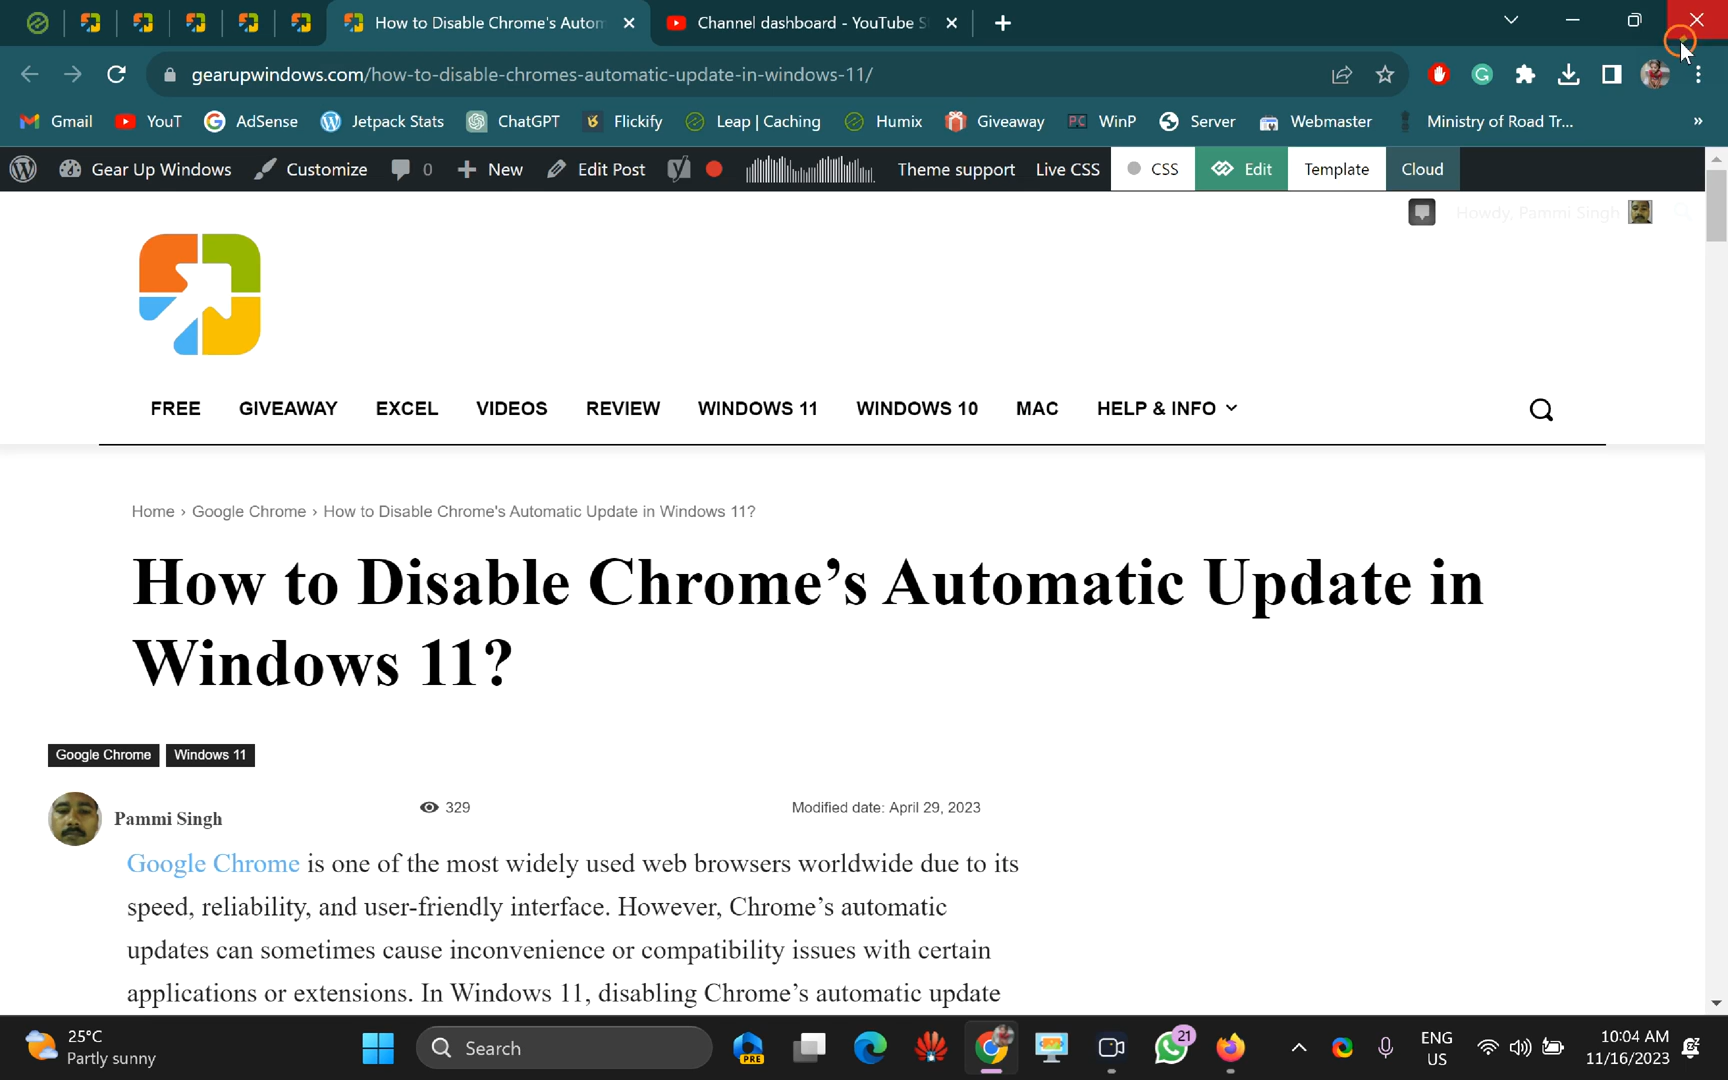 How to Disable Chrome's Autom
Channel dashboard - YouTube S
gearupwindows.com/how-to-disable-chromes-automatic-update-in-windows-11/
Gmail YouT AdSense Jetpack Stats ChatGPT Flickify Leap | Caching Humix Giveaway PC WinP Server Webmaster Ministry of Road Tr... »
Gear Up Windows Customize 0 New Edit Post Theme support Live CSS CSS Edit Template Cloud
Howdy, Pammi Singh
FREE GIVEAWAY EXCEL VIDEOS REVIEW WINDOWS 11 WINDOWS 10 MAC HELP & INFO
Home › Google Chrome › How to Disable Chrome's Automatic Update in Windows 11?
How to Disable Chrome’s Automatic Update in
Windows 11?
Google Chrome Windows 11
Pammi Singh 329 Modified date: April 29, 2023
Google Chrome is one of the most widely used web browsers worldwide due to its
speed, reliability, and user-friendly interface. However, Chrome’s automatic
updates can sometimes cause inconvenience or compatibility issues with certain
applications or extensions. In Windows 11, disabling Chrome’s automatic update
25°C
Partly sunny
Search
PRE
21
ENG
US
10:04 AM
11/16/2023